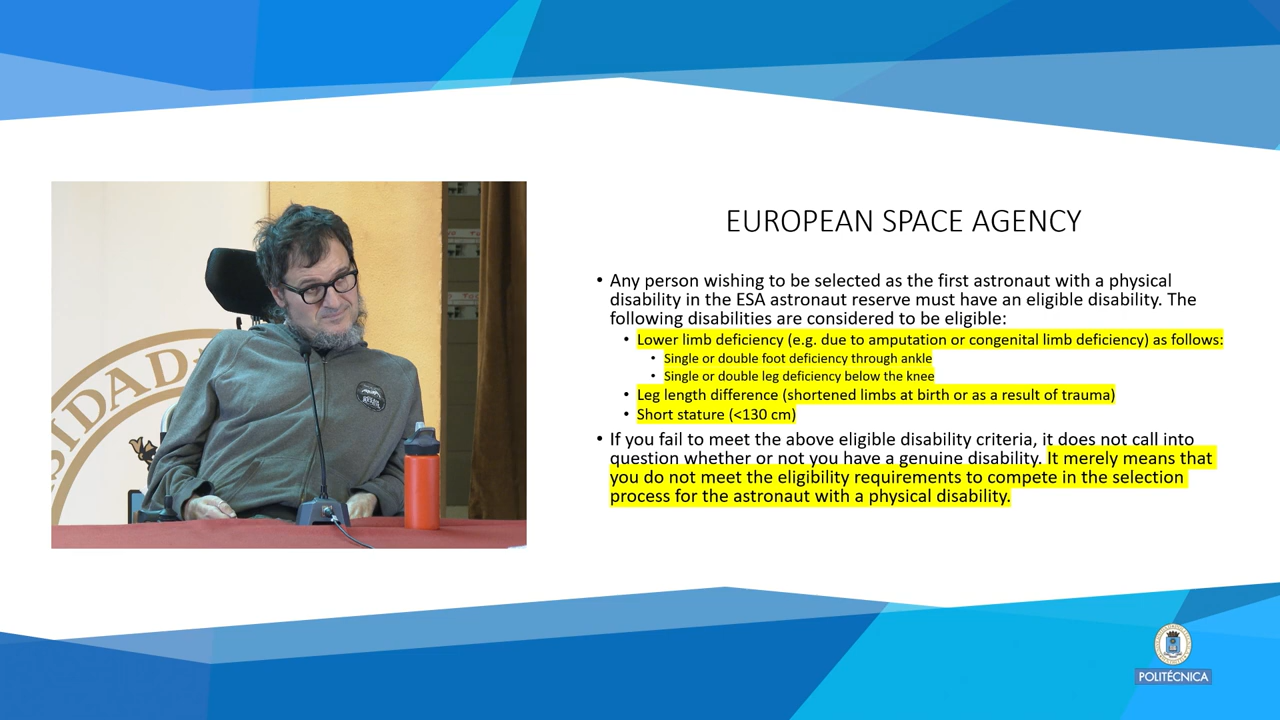 SIDAD
EUROPEAN SPACE AGENCY
• Any person wishing to be selected as the first astronaut with a physical
disability in the ESA astronaut reserve must have an eligible disability. The
following disabilities are considered to be eligible:
• Lower limb deficiency (e.g. due to amputation or congenital limb deficiency) as follows:
• Single or double foot deficiency through ankle
• Single or double leg deficiency below the knee
• Leg length difference (shortened limbs at birth or as a result of trauma)
• Short stature (<130 cm)
• If you fail to meet the above eligible disability criteria, it does not call into
question whether or not you have a genuine disability. It merely means that
you do not meet the eligibility requirements to compete in the selection
process for the astronaut with a physical disability.
POLITÉCNICA